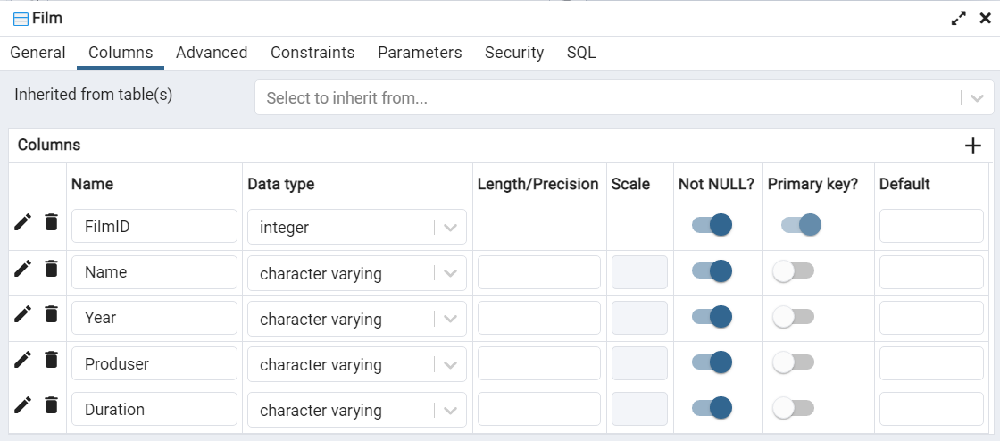 Film
General Columns Advanced Constraints Parameters Security SQL
Inherited from table(s) Select to inherit from...
Columns
Name Data type Length/Precision Scale Not NULL? Primary key? Default
FilmID integer
Name character varying
Year character varying
Produser character varying
Duration character varying